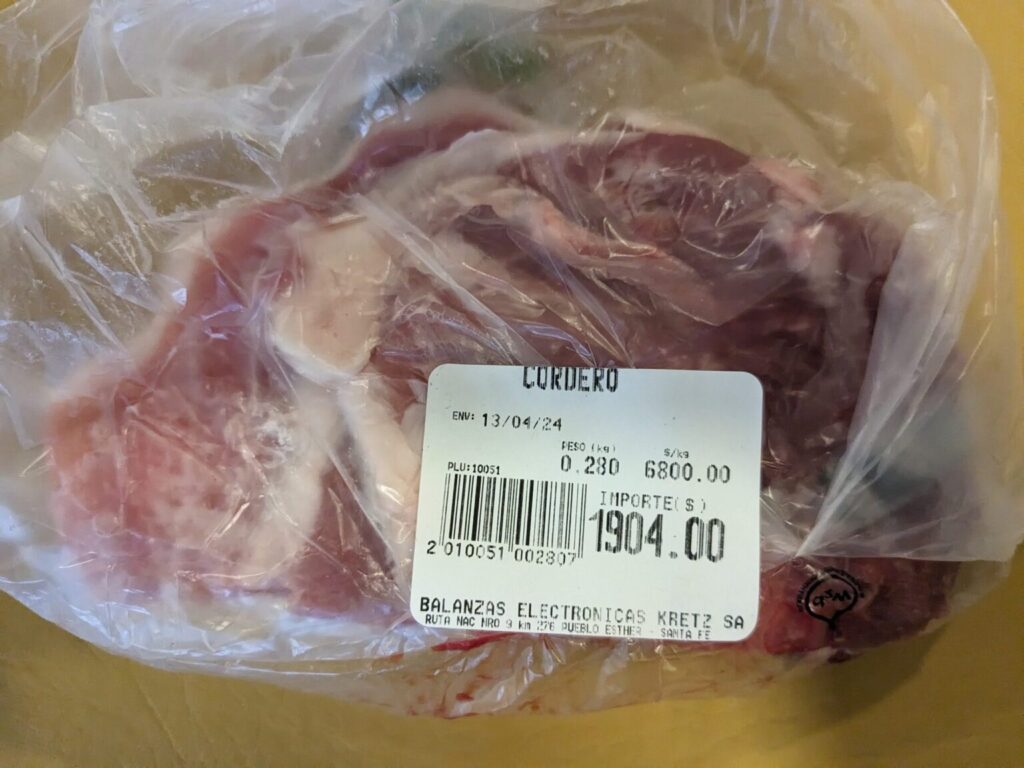 CORDERO
ENV: 13/04/24
PESO (kg) $/kg
0.280 6800.00
PLU:10051
IMPORTE($)
1904.00
2 010051 002807
BALANZAS ELECTRONICAS KRETZ SA
RUTA NAC NRO 9 km 276 PUEBLO ESTHER - SANTA FE